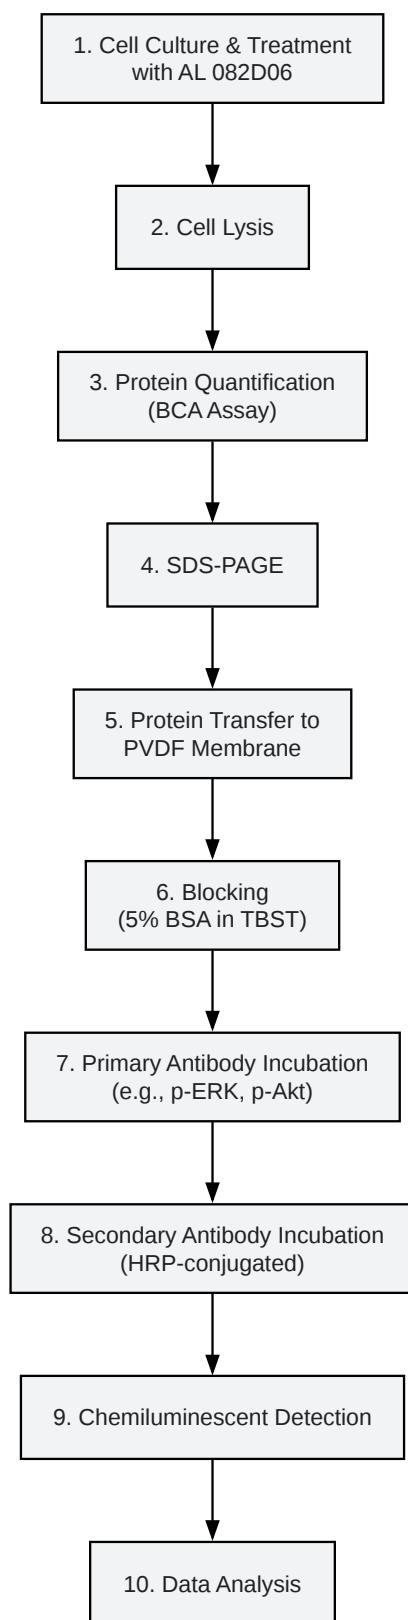 1. Cell Culture & Treatment
with AL 082D06
2. Cell Lysis
3. Protein Quantification
(BCA Assay)
4. SDS-PAGE
5. Protein Transfer to
PVDF Membrane
6. Blocking
(5% BSA in TBST)
7. Primary Antibody Incubation
(e.g., p-ERK, p-Akt)
8. Secondary Antibody Incubation
(HRP-conjugated)
9. Chemiluminescent Detection
10. Data Analysis